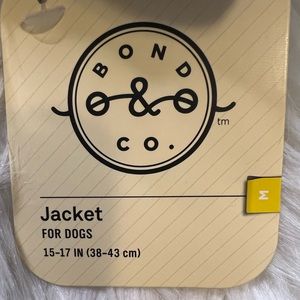 BOND
&
CO.
tm
M
Jacket
FOR DOGS
15-17 IN (38-43 cm)